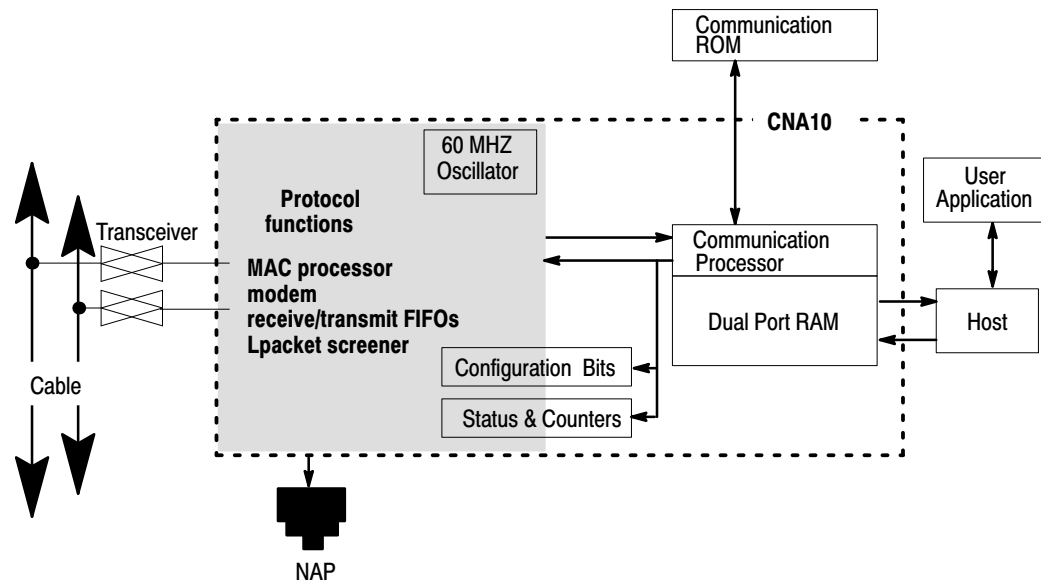 Communication
ROM
CNA10
60 MHZ
Oscillator
User
Application
Protocol
functions
Transceiver
Communication
Processor
MAC processor
modem
receive/transmit FIFOs
Lpacket screener
Dual Port RAM
Host
Configuration Bits
Cable
Status & Counters
NAP